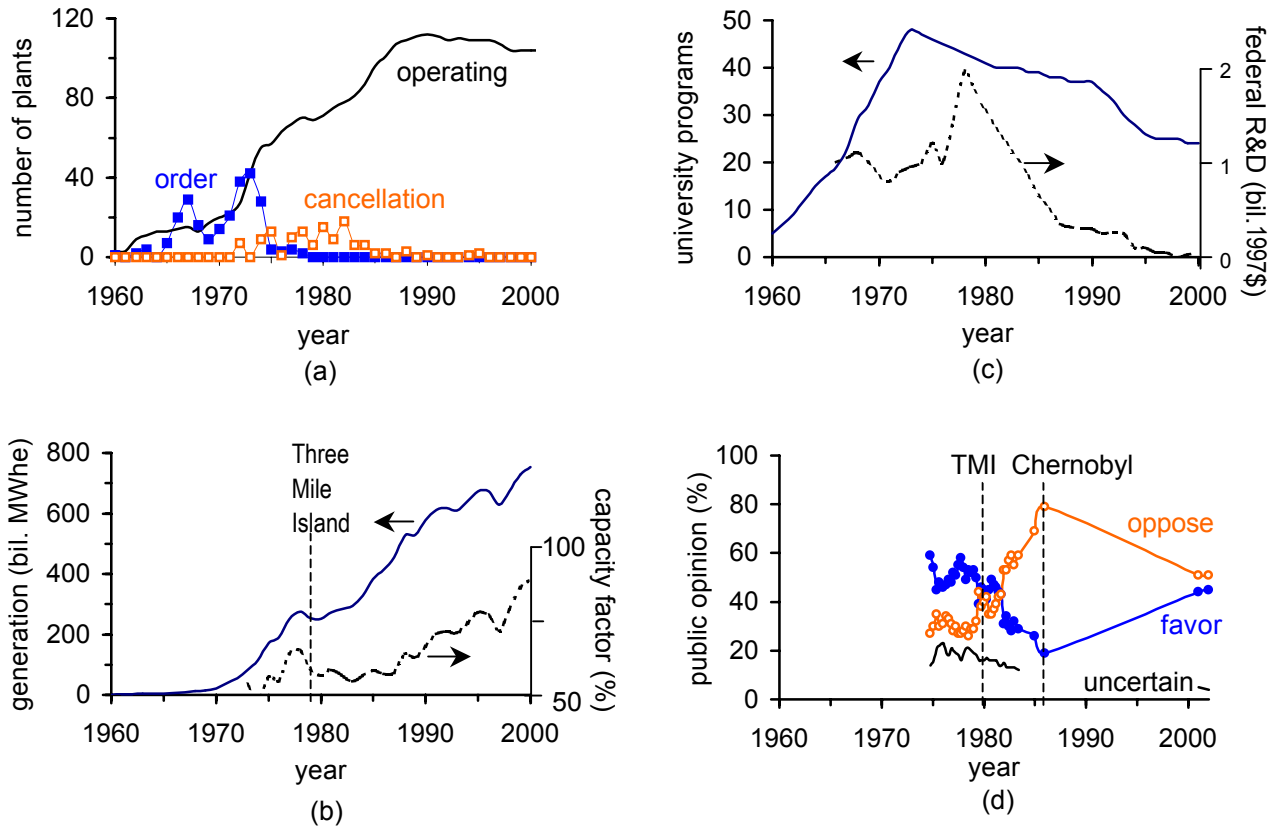 120
80
40
0
number of plants
operating
order
cancellation
1960 1970 1980 1990 2000
year
(a)
50
40
30
20
10
0
university programs
2
1
0
federal R&D (bil. 1997$)
1960 1970 1980 1990 2000
year
(c)
800
600
400
200
0
generation (bil. MWhe)
Three
Mile
Island
100
50
capacity factor (%)
1960 1970 1980 1990 2000
year
(b)
100
80
60
40
20
0
public opinion (%)
TMI Chernobyl
oppose
favor
uncertain
1960 1970 1980 1990 2000
year
(d)